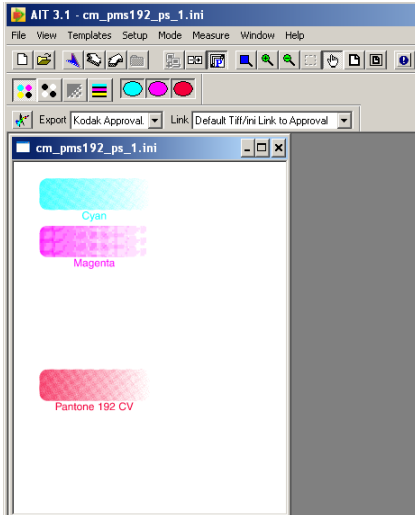 AIT 3.1 - cm_pms192_ps_1.ini
File View Templates Setup Mode Measure Window Help
Export Kodak Approval. Link Default Tiff/ini Link to Approval
cm_pms192_ps_1.ini
Cyan
Magenta
Pantone 192 CV